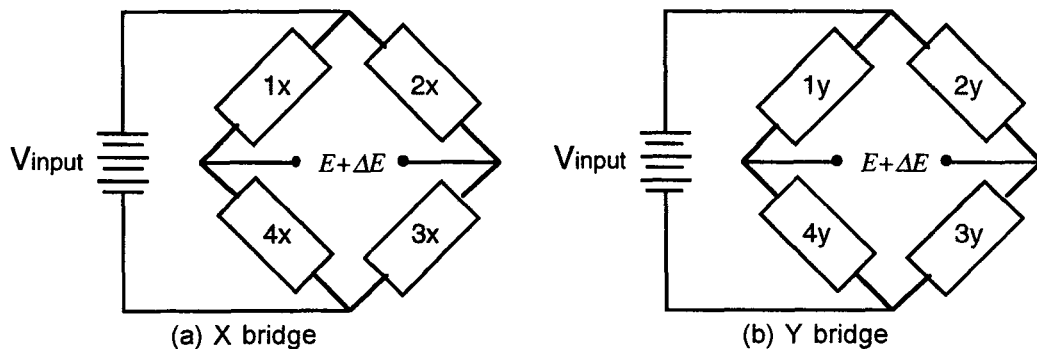 1x 2x
Vinput E+ΔE
4x 3x
(a) X bridge
1y 2y
Vinput E+ΔE
4y 3y
(b) Y bridge